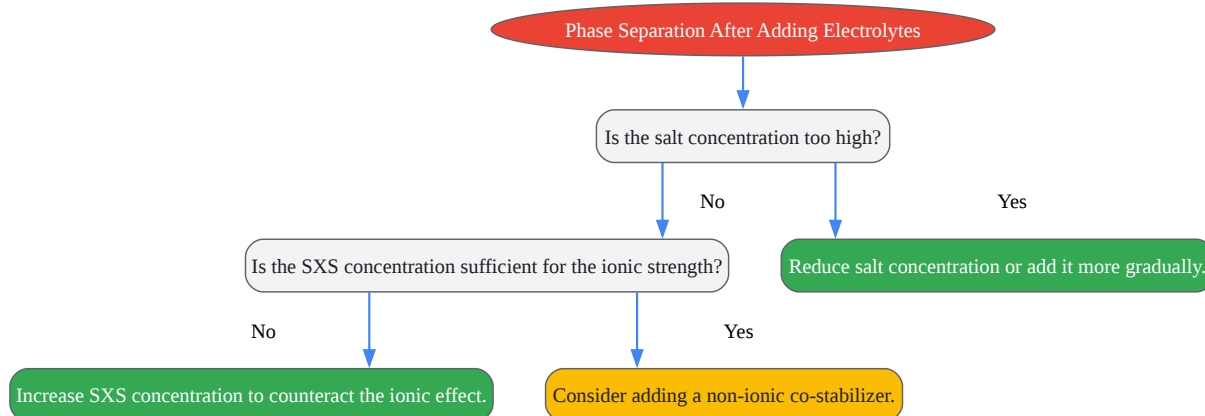 Phase Separation After Adding Electrolytes
Is the salt concentration too high?
No
Yes
Is the SXS concentration sufficient for the ionic strength?
Reduce salt concentration or add it more gradually.
No
Yes
Increase SXS concentration to counteract the ionic effect.
Consider adding a non-ionic co-stabilizer.